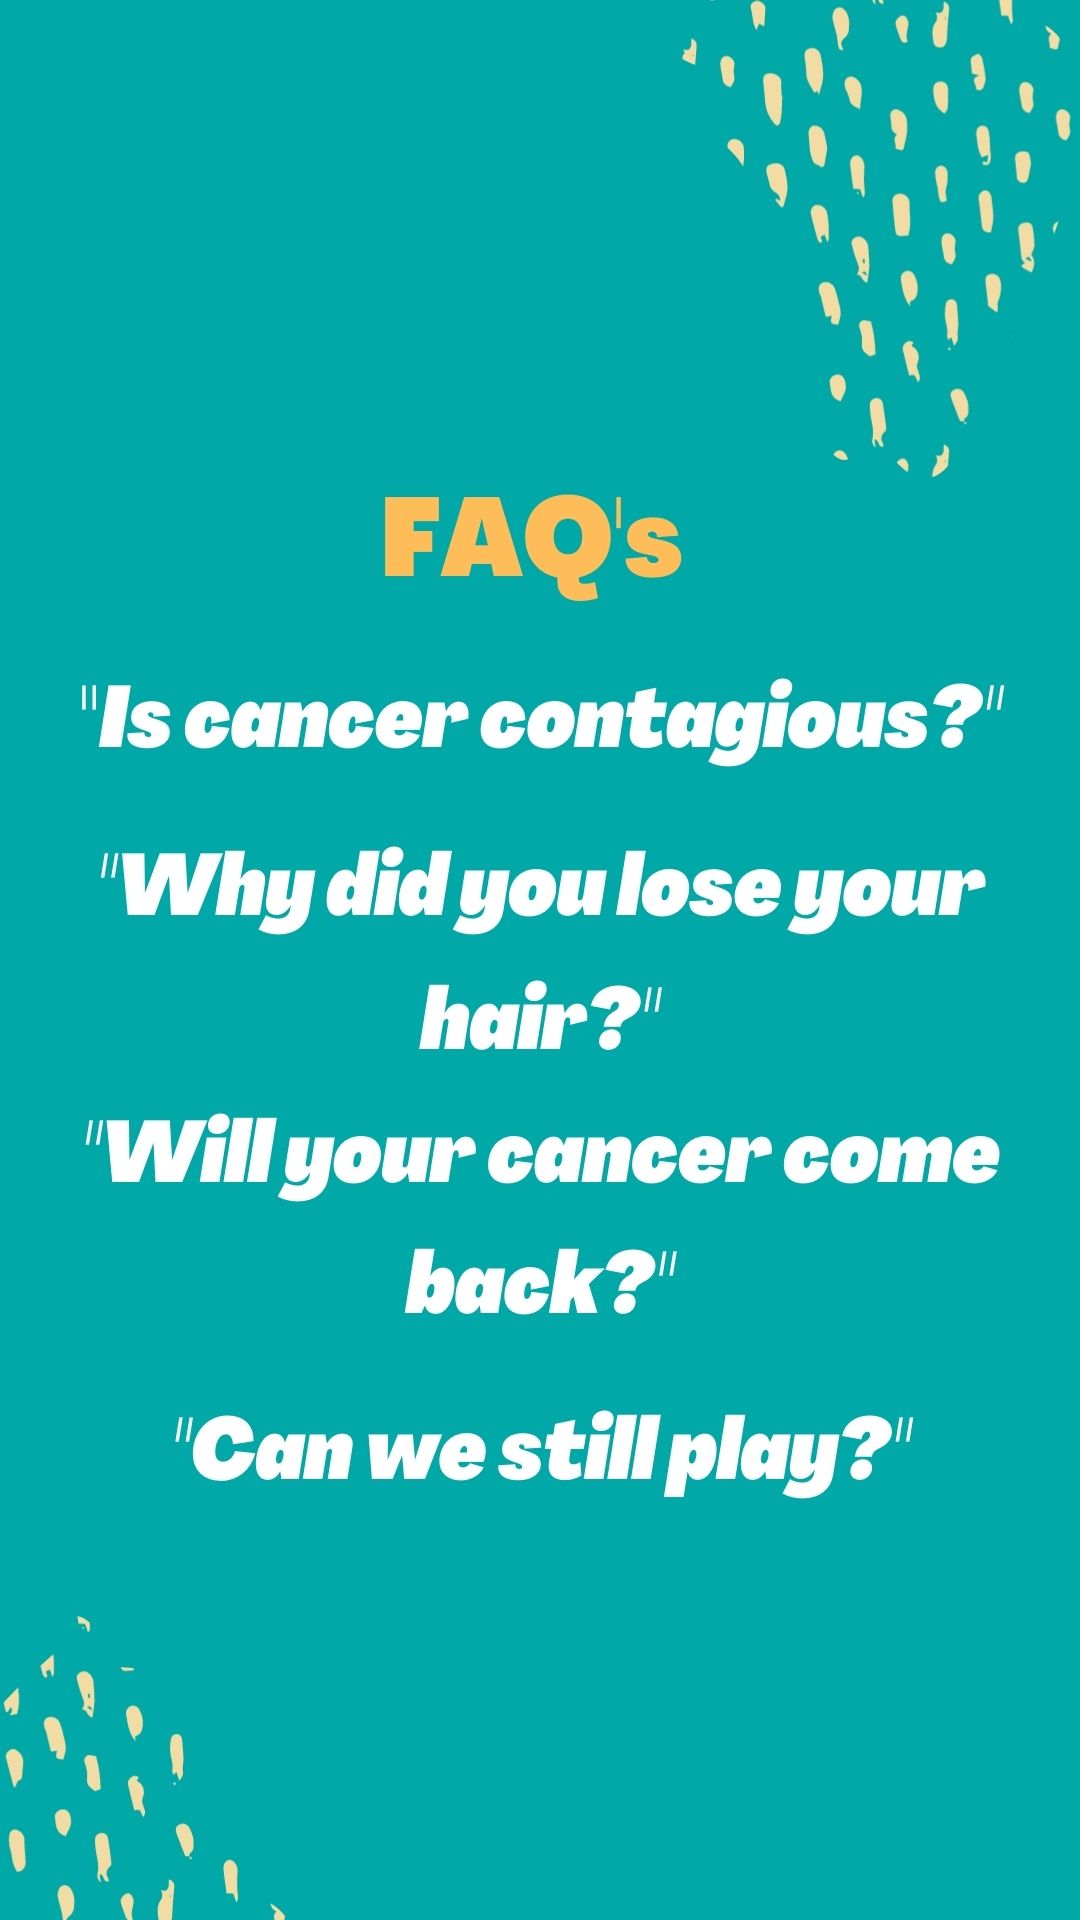 FAQ's
"Is cancer contagious?"
"Why did you lose your
hair?"
"Will your cancer come
back?"
"Can we still play?"